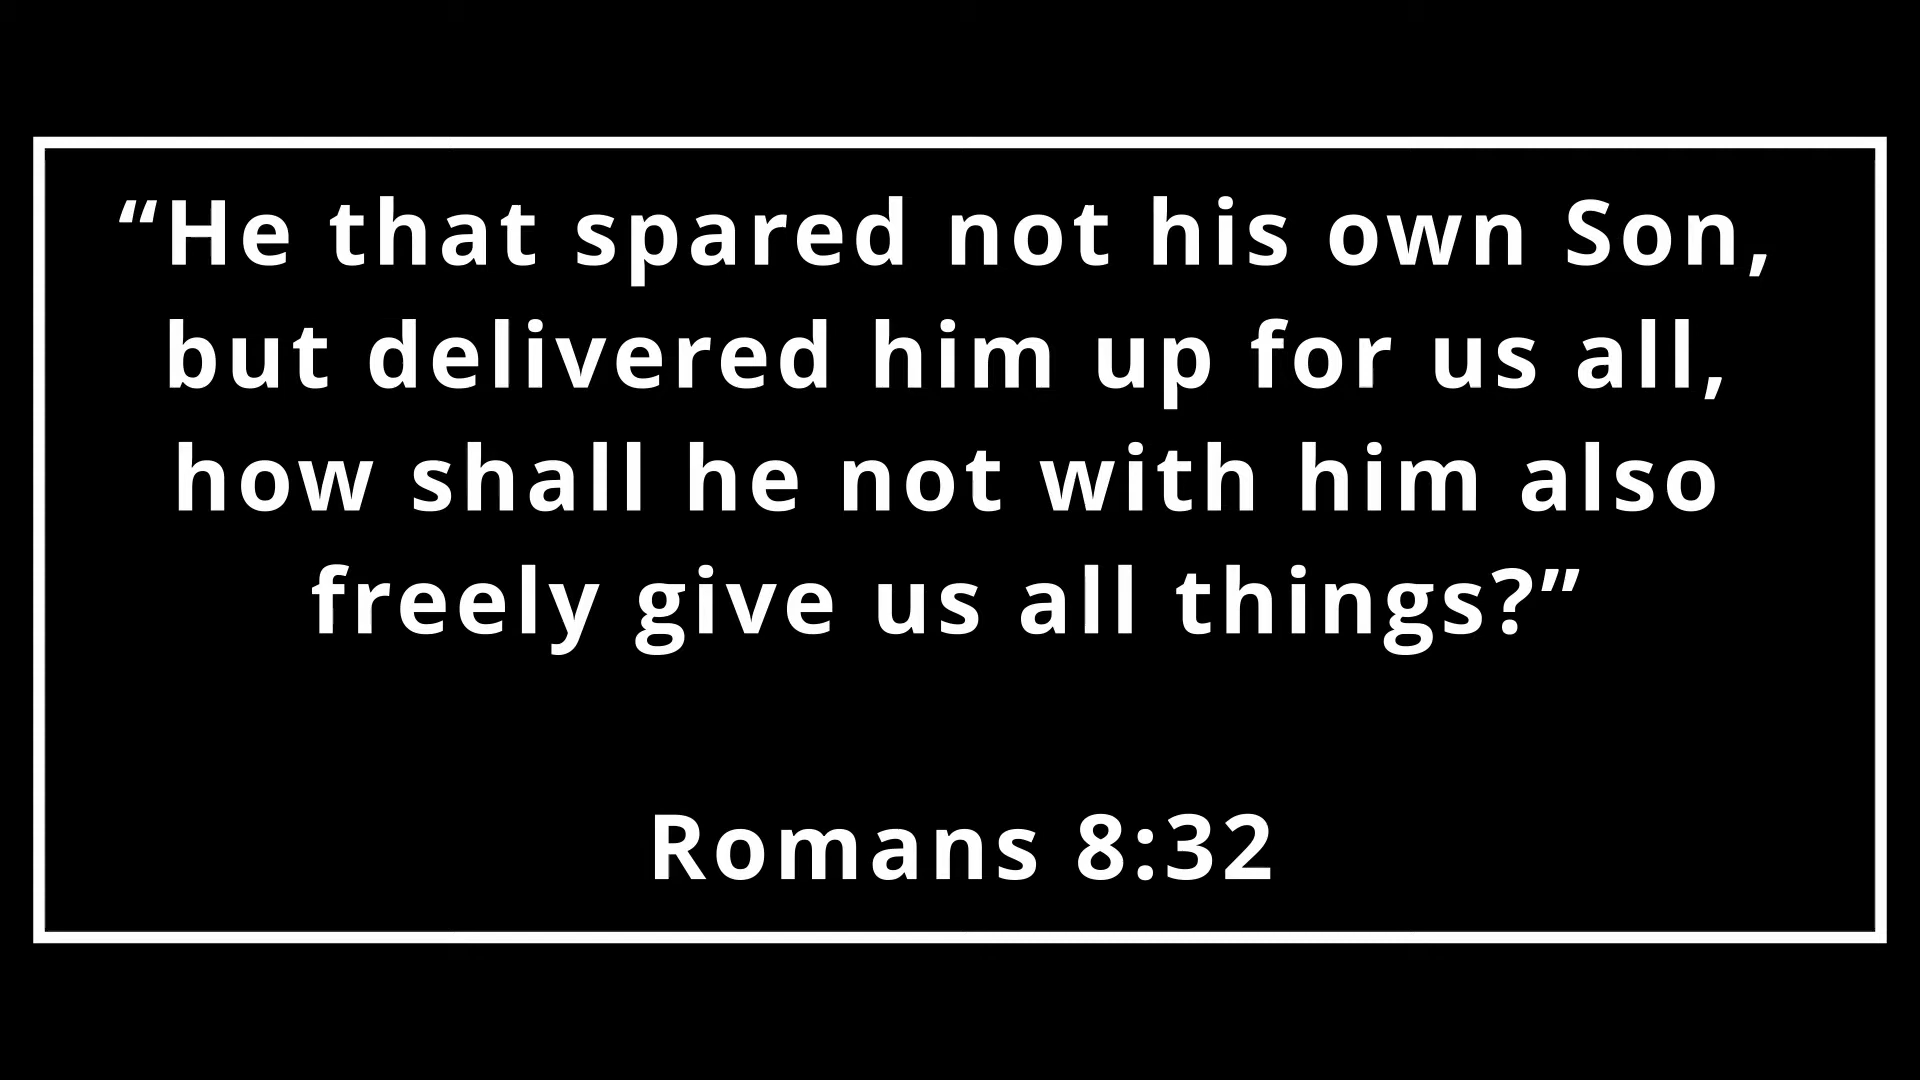 “He that spared not his own Son,
but delivered him up for us all,
how shall he not with him also
freely give us all things?”
Romans 8:32